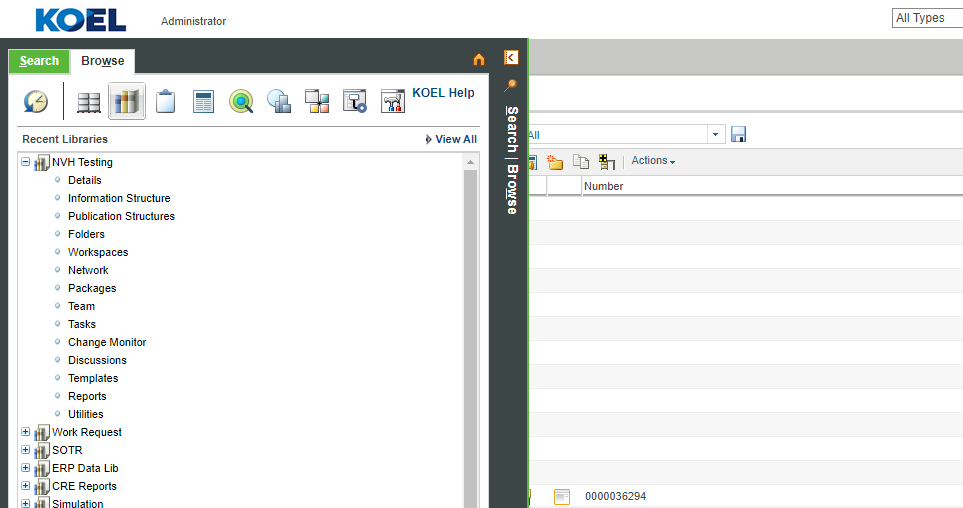 KOEL
Administrator
All Types
Search
Browse
KOEL Help
Recent Libraries
View All
NVH Testing
Details
Information Structure
Publication Structures
Folders
Workspaces
Network
Packages
Team
Tasks
Change Monitor
Discussions
Templates
Reports
Utilities
Work Request
SOTR
ERP Data Lib
CRE Reports
Simulation
Search | Browse
All
Actions
Number
0000036294